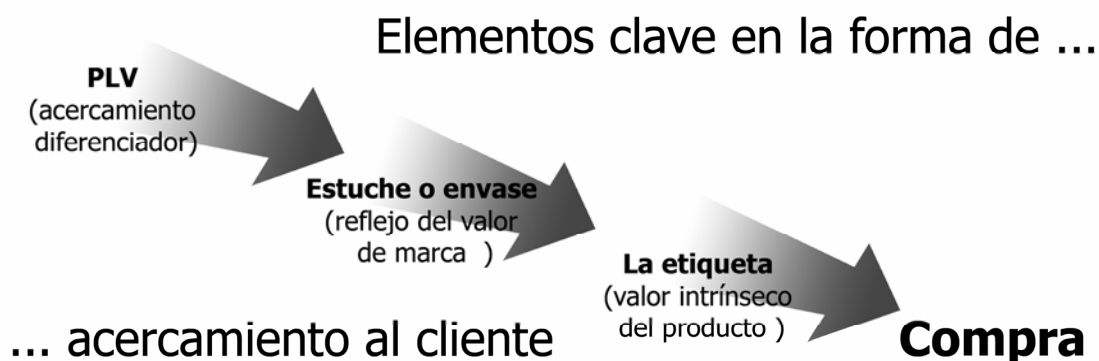 Elementos clave en la forma de ...
PLV
(acercamiento
diferenciador)
Estuche o envase
(reflejo del valor
de marca  )
La etiqueta
(valor intrínseco
del producto )
... acercamiento al cliente
Compra